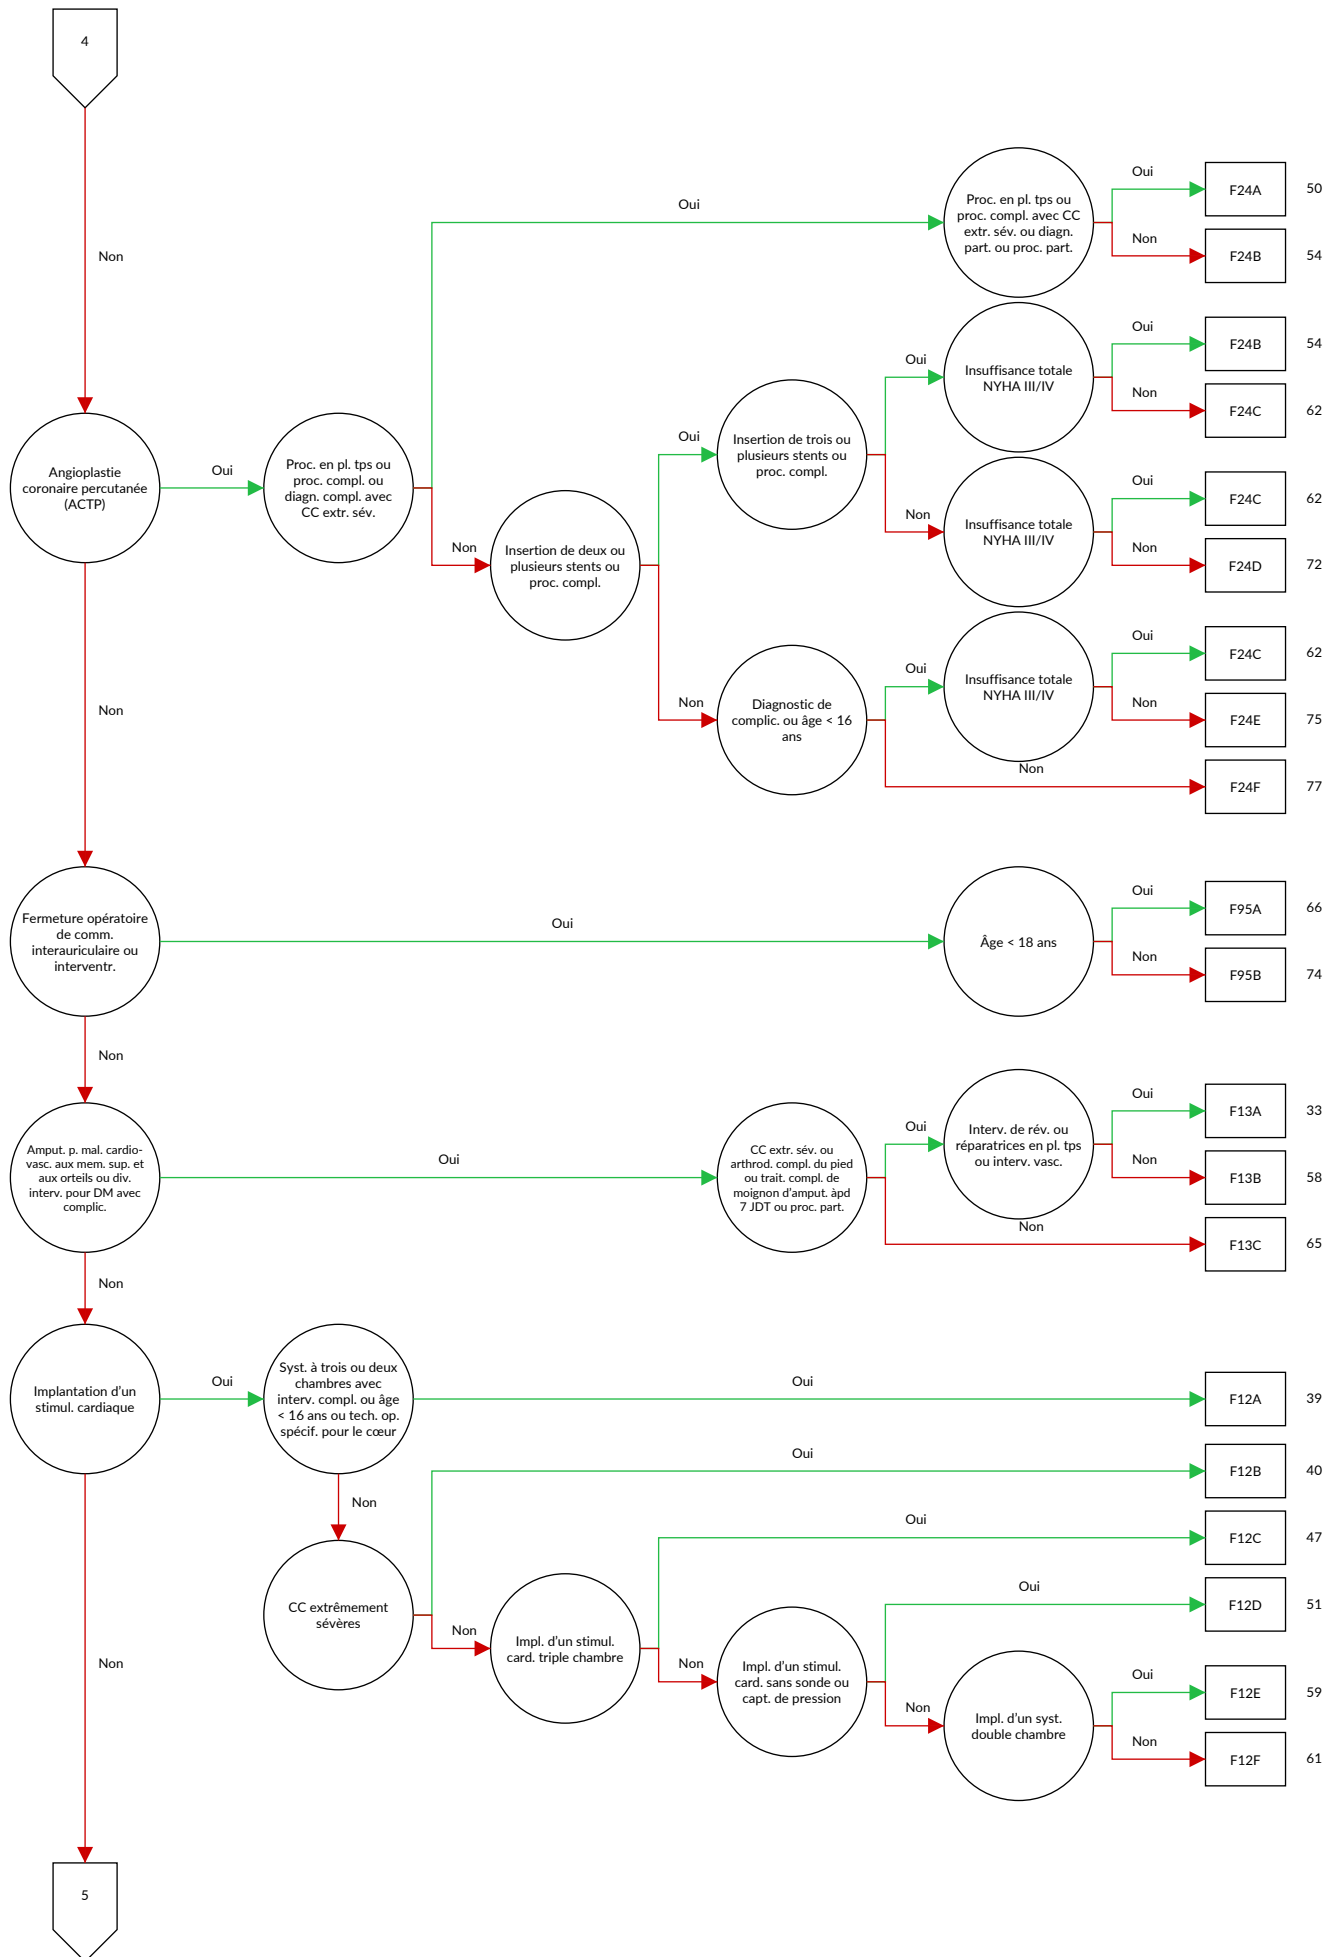 4
Non
Oui
Proc. en pl. tps ou
proc. compl. avec CC
extr. sév. ou diagn.
part. ou proc. part.
Oui
F24A
50
Non
F24B
54
Angioplastie
coronaire percutanée
(ACTP)
Oui
Proc. en pl. tps ou
proc. compl. ou
diagn. compl. avec
CC extr. sév.
Non
Insertion de deux ou
plusieurs stents ou
proc. compl.
Oui
Insertion de trois ou
plusieurs stents ou
proc. compl.
Oui
Insuffisance totale
NYHA III/IV
Oui
F24B
54
Non
F24C
62
Non
Insuffisance totale
NYHA III/IV
Oui
F24C
62
Non
F24D
72
Non
Diagnostic de
complic. ou âge < 16
ans
Oui
Insuffisance totale
NYHA III/IV
Oui
F24C
62
Non
F24E
75
Non
F24F
77
Non
Fermeture opératoire
de comm.
interauriculaire ou
interventr.
Oui
Âge < 18 ans
Oui
F95A
66
Non
F95B
74
Non
Amput. p. mal. cardio-
vasc. aux mem. sup. et
aux orteils ou div.
interv. pour DM avec
complic.
Oui
CC extr. sév. ou
arthrod. compl. du pied
ou trait. compl. de
moignon d'amput. àpd
7 JDT ou proc. part.
Oui
Interv. de rév. ou
réparatrices en pl. tps
ou interv. vasc.
Oui
F13A
33
Non
F13B
58
Non
F13C
65
Non
Implantation d'un
stimul. cardiaque
Oui
Syst. à trois ou deux
chambres avec
interv. compl. ou âge
< 16 ans ou tech. op.
spécif. pour le cœur
Oui
F12A
39
Non
CC extrêmement
sévères
Oui
F12B
40
Non
Impl. d'un stimul.
card. triple chambre
Oui
F12C
47
Non
Impl. d'un stimul.
card. sans sonde ou
capt. de pression
Oui
F12D
51
Non
Impl. d'un syst.
double chambre
Oui
F12E
59
Non
F12F
61
Non
5